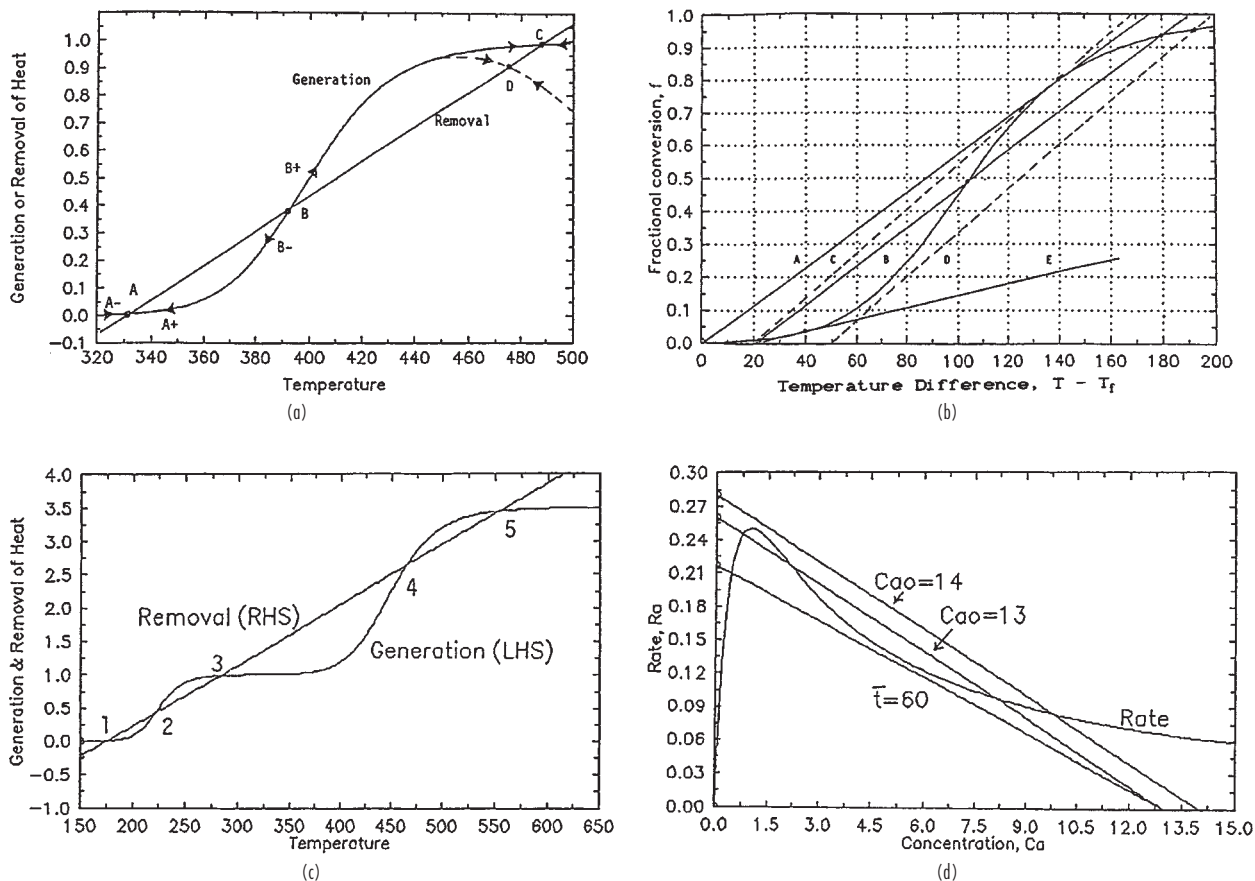 1.0
0.9
0.8
0.7
0.6
0.5
0.4
0.3
0.2
0.1
0.0
−0.1
Generation or Removal of Heat
Generation
Removal
A−
A
A+
B+
B
B−
C
D
320 340 360 380 400 420 440 460 480 500
Temperature
(a)
1.0
0.9
0.8
0.7
0.6
0.5
0.4
0.3
0.2
0.1
0.0
Fractional conversion, f
A C B D E
0 20 40 60 80 100 120 140 160 180 200
Temperature Difference, T − Tf
(b)
4.0
3.5
3.0
2.5
2.0
1.5
1.0
0.5
0.0
−0.5
−1.0
Generation & Removal of Heat
Removal (RHS)
Generation (LHS)
1
2
3
4
5
150 200 250 300 350 400 450 500 550 600 650
Temperature
(c)
0.30
0.27
0.24
0.21
0.18
0.15
0.12
0.09
0.06
0.03
0.00
Rate, Ra
Cao=14
Cao=13
t̄=60
Rate
0.0 1.5 3.0 4.5 6.0 7.5 9.0 10.5 12.0 13.5 15.0
Concentration, Ca
(d)